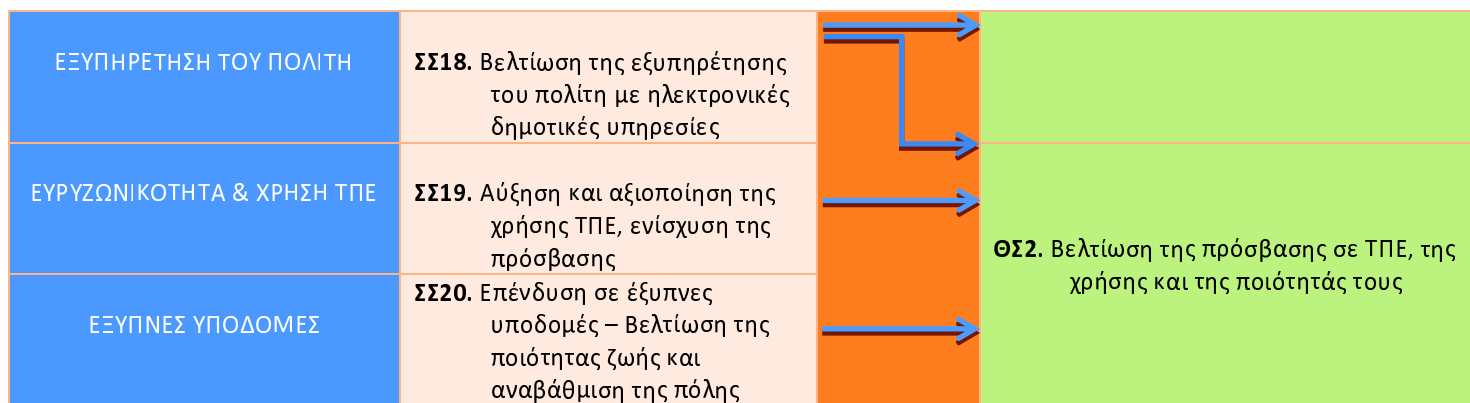 ΕΞΥΠΗΡΕΤΗΣΗ ΤΟΥ ΠΟΛΙΤΗ
ΣΣ18. Βελτίωση της εξυπηρέτησης
του πολίτη με ηλεκτρονικές
δημοτικές υπηρεσίες
ΕΥΡΥΖΩΝΙΚΟΤΗΤΑ & ΧΡΗΣΗ ΤΠΕ
ΣΣ19. Αύξηση και αξιοποίηση της
χρήσης ΤΠΕ, ενίσχυση της
πρόσβασης
ΕΞΥΠΝΕΣ ΥΠΟΔΟΜΕΣ
ΣΣ20. Επένδυση σε έξυπνες
υποδομές – Βελτίωση της
ποιότητας ζωής και
αναβάθμιση της πόλης
ΘΣ2. Βελτίωση της πρόσβασης σε ΤΠΕ, της
χρήσης και της ποιότητάς τους